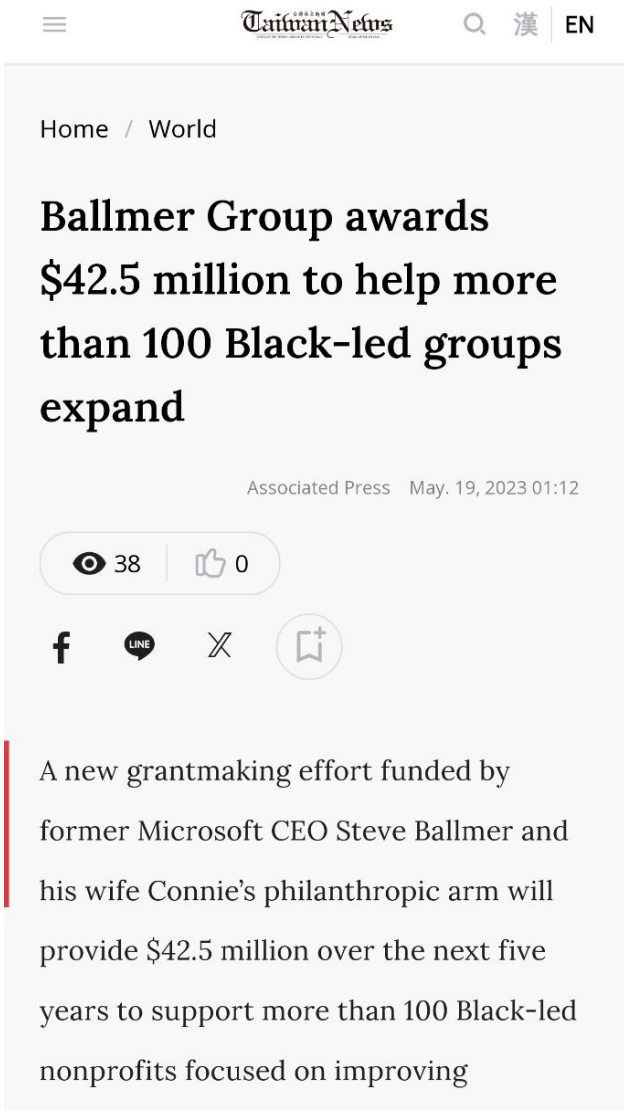 Taiwan News
漢
EN
Home / World
Ballmer Group awards
$42.5 million to help more
than 100 Black-led groups
expand
Associated Press May. 19, 2023 01:12
38
0
LINE
A new grantmaking effort funded by
former Microsoft CEO Steve Ballmer and
his wife Connie’s philanthropic arm will
provide $42.5 million over the next five
years to support more than 100 Black-led
nonprofits focused on improving